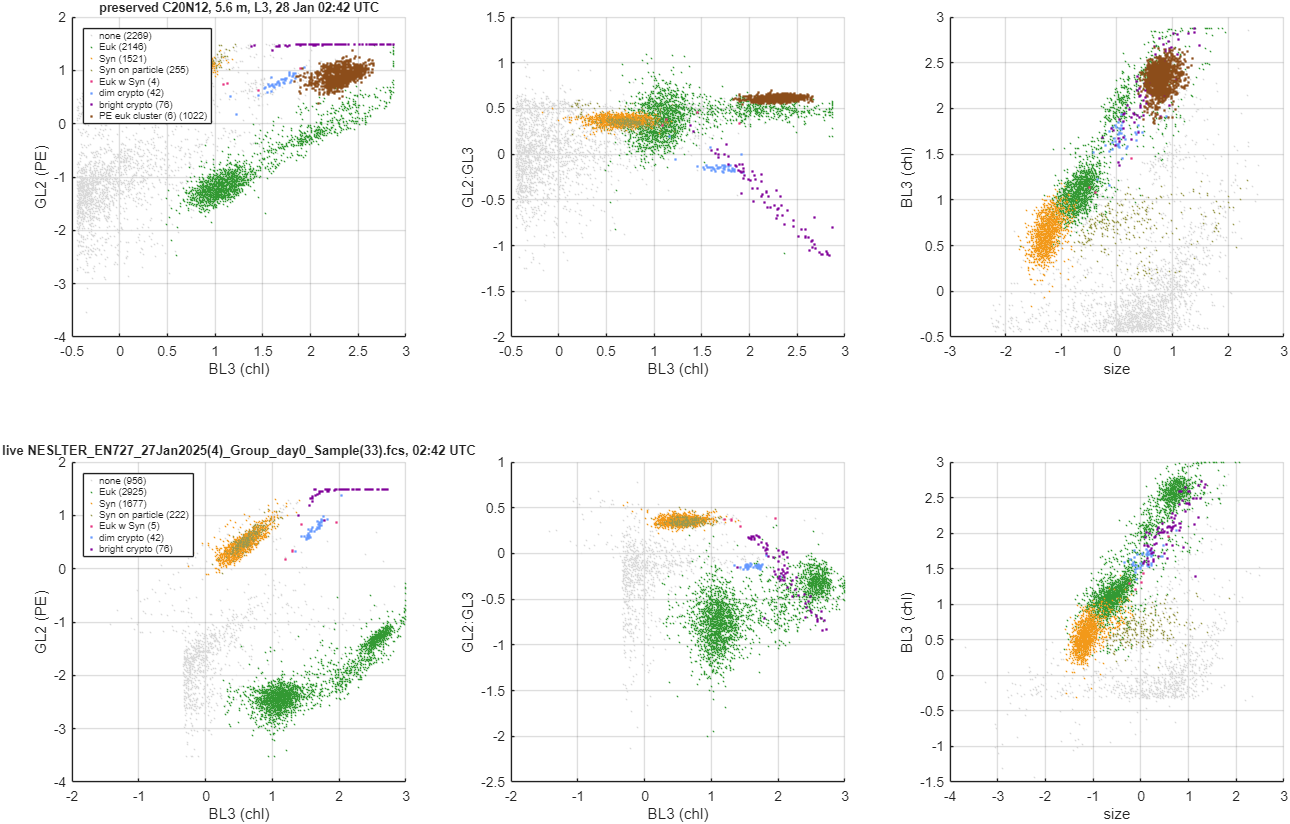 preserved C20N12, 5.6 m, L3, 28 Jan 02:42 UTC
none (2269)
Euk (2146)
Syn (1521)
Syn on particle (255)
Euk w Syn (4)
dim crypto (42)
bright crypto (76)
PE euk cluster (6) (1022)
2
1
0
-1
-2
-3
-4
GL2 (PE)
-0.5 0 0.5 1 1.5 2 2.5 3
BL3 (chl)
1.5
1
0.5
0
-0.5
-1
-1.5
-2
GL2:GL3
-0.5 0 0.5 1 1.5 2 2.5 3
BL3 (chl)
3
2.5
2
1.5
1
0.5
0
-0.5
BL3 (chl)
-3 -2 -1 0 1 2 3
size
live NESLTER_EN727_27Jan2025(4)_Group_day0_Sample(33).fcs, 02:42 UTC
none (956)
Euk (2925)
Syn (1677)
Syn on particle (222)
Euk w Syn (5)
dim crypto (42)
bright crypto (76)
2
1
0
-1
-2
-3
-4
GL2 (PE)
-2 -1 0 1 2 3
BL3 (chl)
1
0.5
0
-0.5
-1
-1.5
-2
-2.5
GL2:GL3
-2 -1 0 1 2 3
BL3 (chl)
3
2.5
2
1.5
1
0.5
0
-0.5
-1
-1.5
BL3 (chl)
-4 -3 -2 -1 0 1 2 3
size